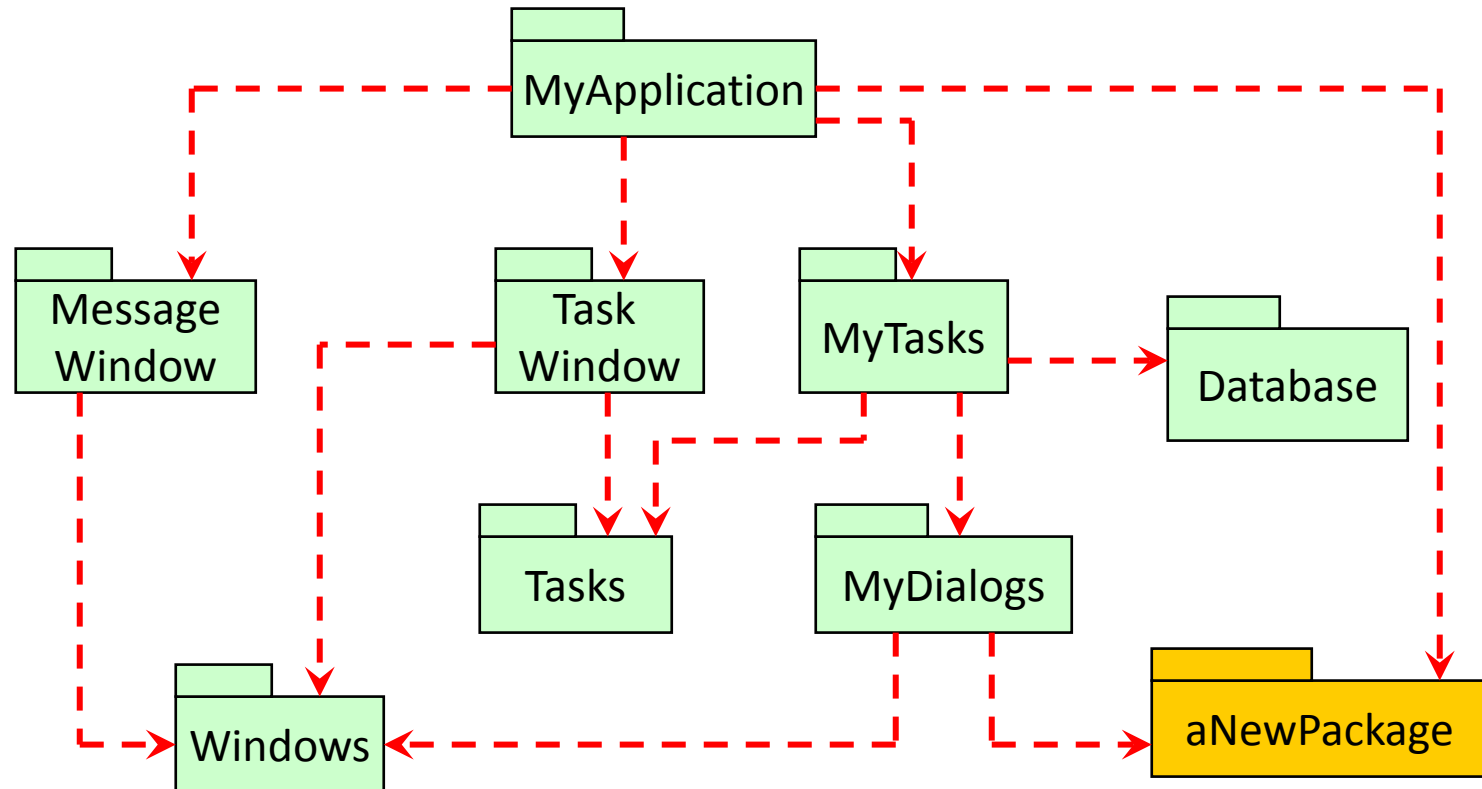 MyApplication
Message
Window
Task
Window
MyTasks
Database
Tasks
MyDialogs
Windows
aNewPackage